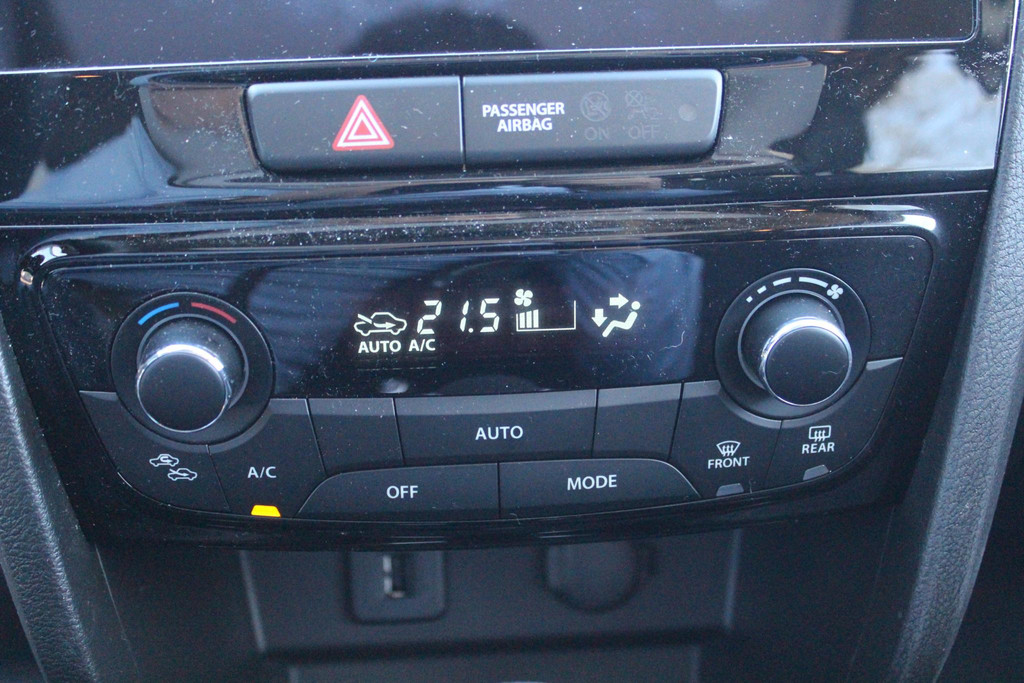 PASSENGER
AIRBAG
ON OFF
21.5
AUTO A/C
AUTO
A/C
OFF
MODE
FRONT
REAR